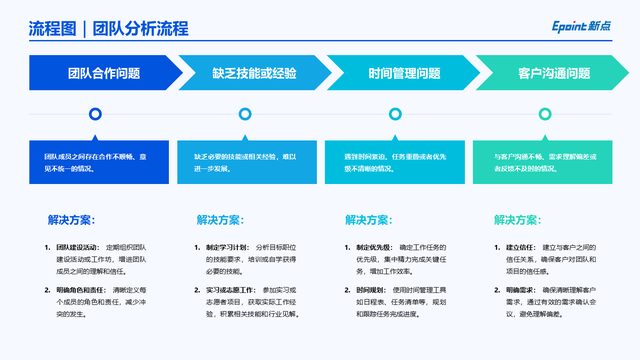 流程图｜团队分析流程
Epoint新点
团队合作问题
缺乏技能或经验
时间管理问题
客户沟通问题
团队成员之间存在合作不顺畅、意
见不统一的情况。
缺乏必要的技能或相关经验，难以
进一步发展。
遇到时间紧迫、任务重叠或者优先
级不清晰的情况。
与客户沟通不畅、需求理解偏差或
者反馈不及时的情况。
解决方案：
1. 团队建设活动： 定期组织团队
建设活动或工作坊，增进团队
成员之间的理解和信任。
2. 明确角色和责任： 清晰定义每
个成员的角色和责任，减少冲
突的发生。
解决方案：
1. 制定学习计划： 分析目标职位
的技能要求，培训或自学获得
必要的技能。
2. 实习或志愿工作： 参加实习或
志愿者项目，获取实际工作经
验，积累相关技能和行业见解。
解决方案：
1. 制定优先级： 确定工作任务的
优先级，集中精力完成关键任
务，增加工作效率。
2. 时间规划： 使用时间管理工具
如日程表、任务清单等，规划
和跟踪任务完成进度。
解决方案：
1. 建立信任： 建立与客户之间的
信任关系，确保客户对团队和
项目的信任感。
2. 明确需求： 确保清晰理解客户
需求，通过有效的需求确认会
议，避免理解偏差。